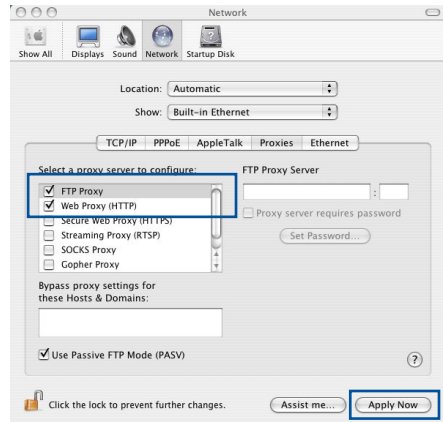 Network
Show All Displays Sound Network Startup Disk
Location: Automatic
Show: Built-in Ethernet
TCP/IP PPPoE AppleTalk Proxies Ethernet
Select a proxy server to configure: FTP Proxy Server
FTP Proxy
:
Web Proxy (HTTP)
Proxy server requires password
Secure Web Proxy (HTTPS)
Streaming Proxy (RTSP) Set Password...
SOCKS Proxy
Gopher Proxy
Bypass proxy settings for
these Hosts & Domains:
Use Passive FTP Mode (PASV)
?
Click the lock to prevent further changes. Assist me... Apply Now